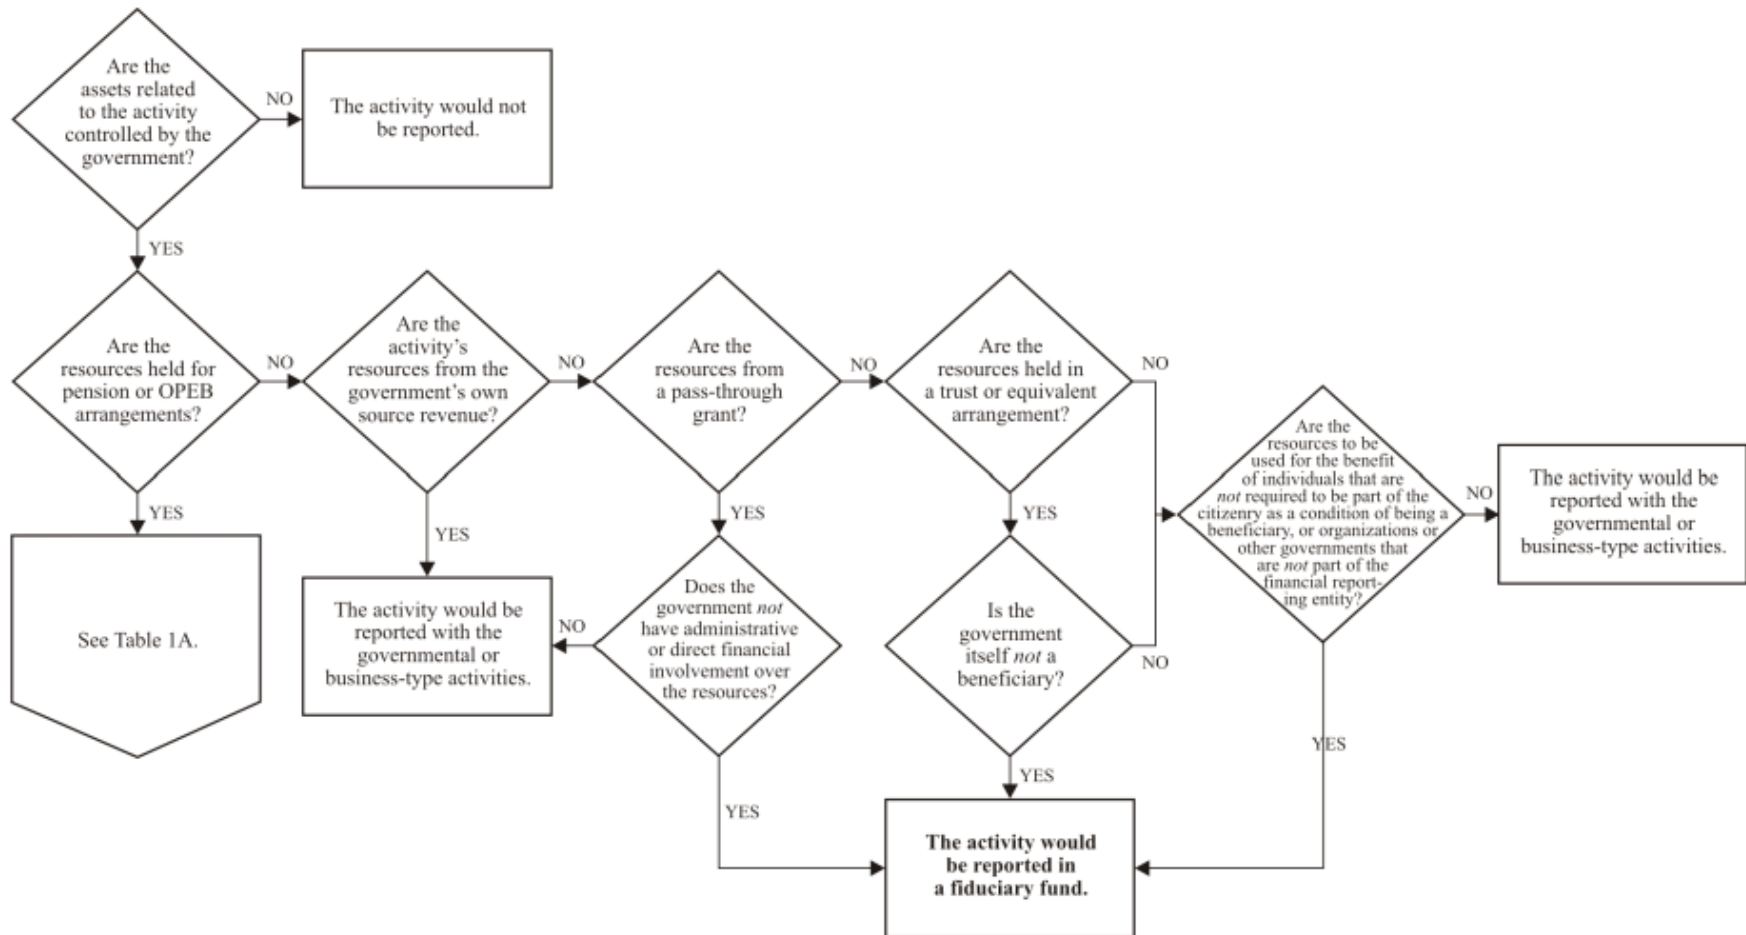 Are the
assets related
to the activity
controlled by the
government?
NO
The activity would not
be reported.
YES
Are the
resources held for
pension or OPEB
arrangements?
NO
Are the
activity's
resources from the
government's own
source revenue?
NO
Are the
resources from
a pass-through
grant?
NO
Are the
resources held in
a trust or equivalent
arrangement?
NO
Are the
resources to be
used for the benefit
of individuals that are
not required to be part of the
citizenry as a condition of being a
beneficiary, or organizations or
other governments that
are not part of the
financial report-
ing entity?
NO
The activity would be
reported with the
governmental or
business-type activities.
YES
See Table 1A.
YES
The activity would be
reported with the
governmental or
business-type activities.
YES
Does the
government not
have administrative
or direct financial
involvement over
the resources?
NO
YES
Is the
government
itself not a
beneficiary?
NO
YES
YES
YES
The activity would
be reported in
a fiduciary fund.